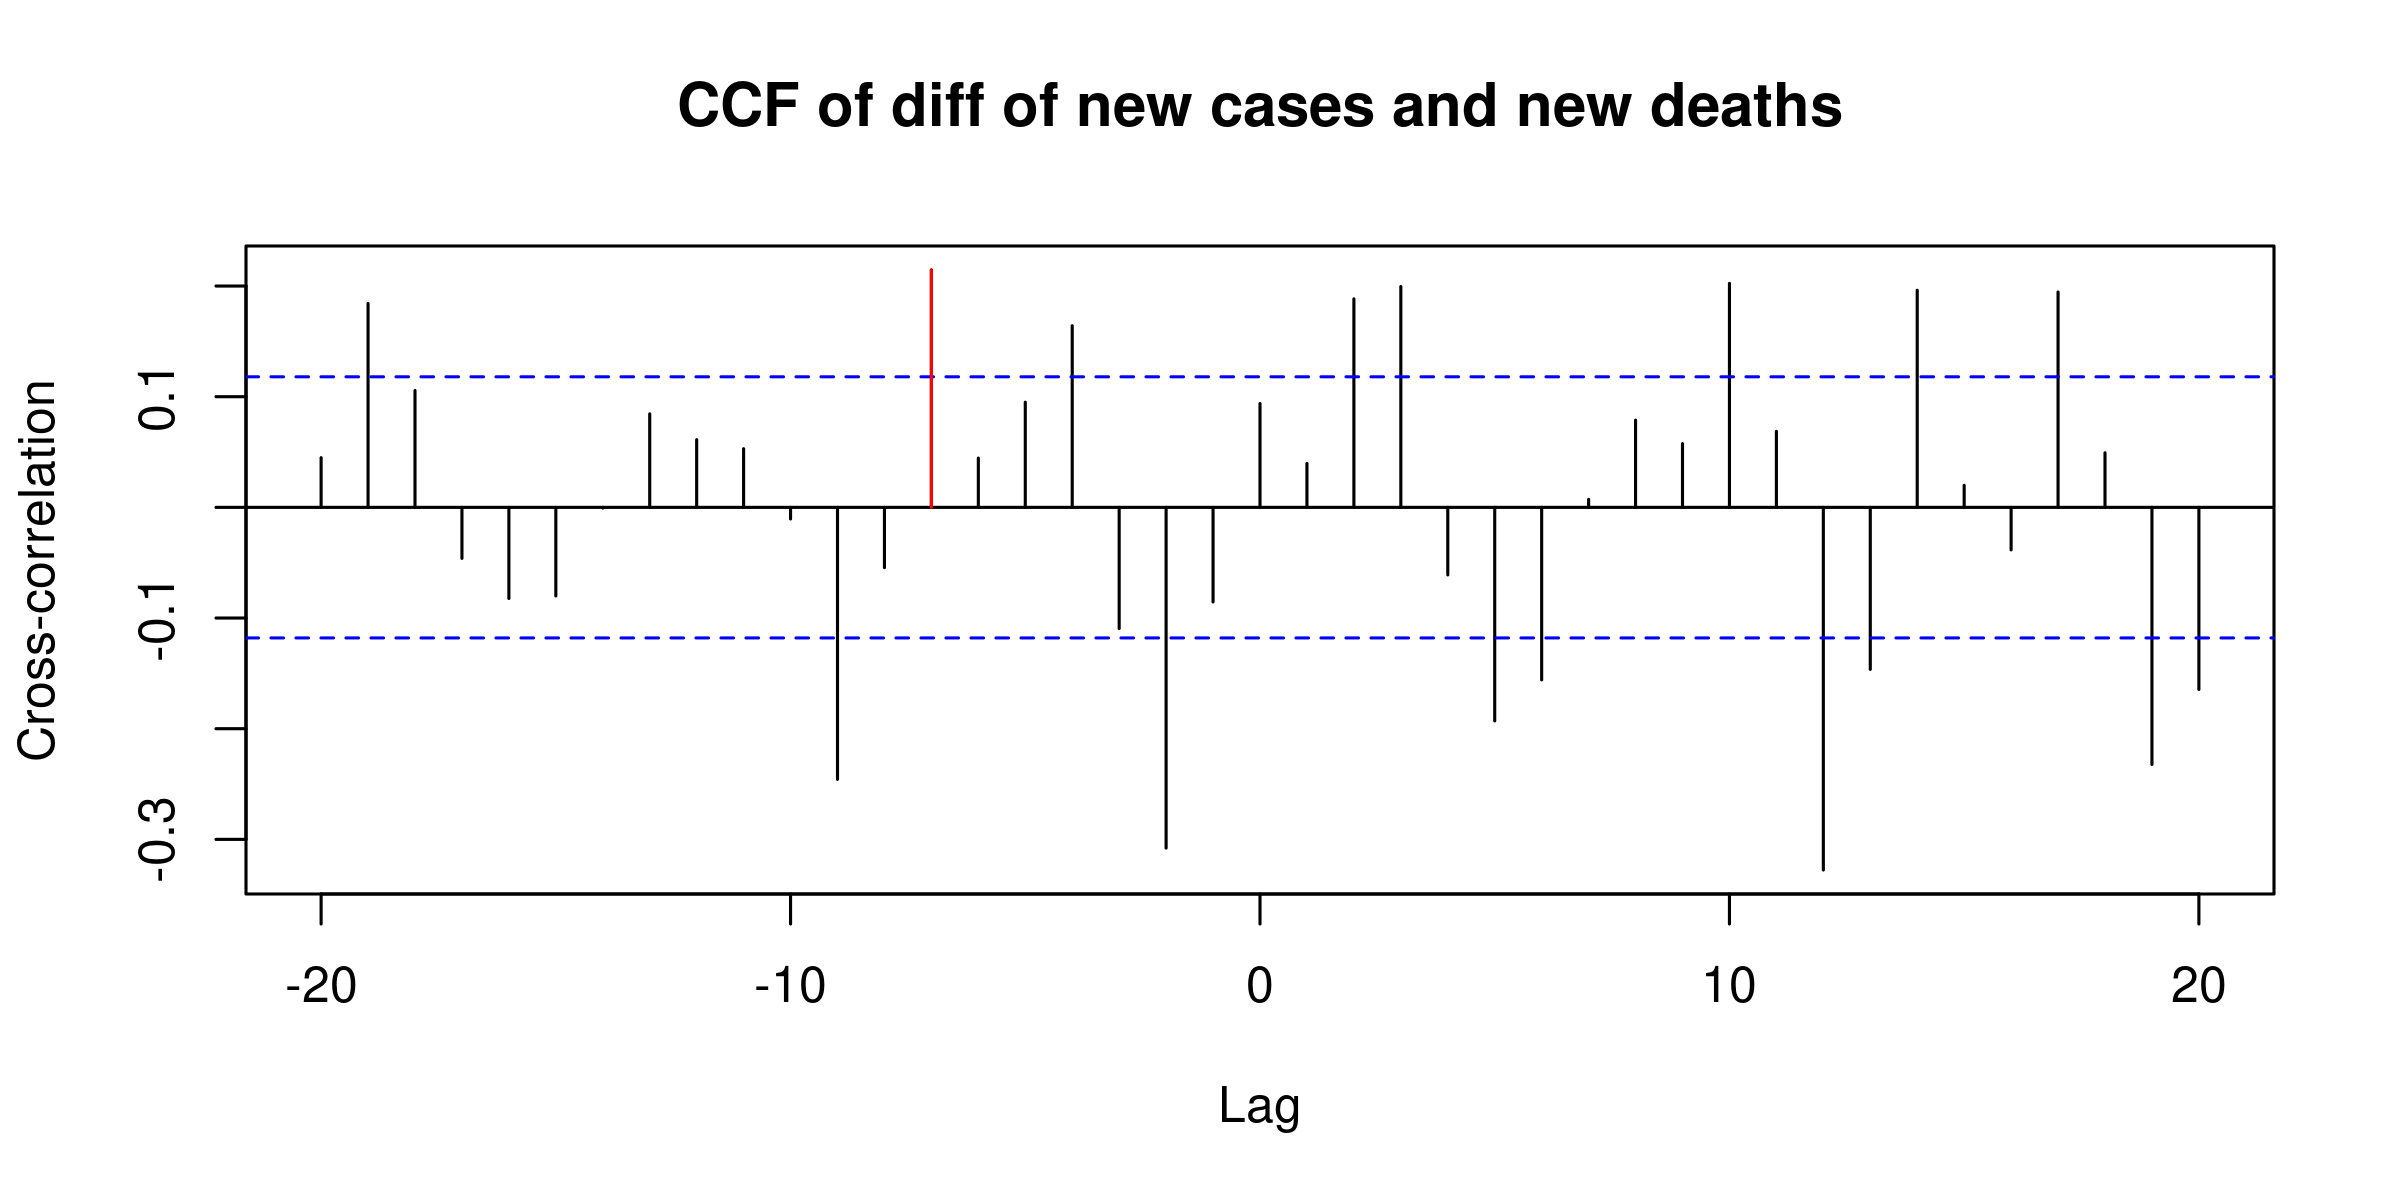 CCF of diff of new cases and new deaths
Cross-correlation
0.1
-0.1
-0.3
-20 -10 0 10 20
Lag